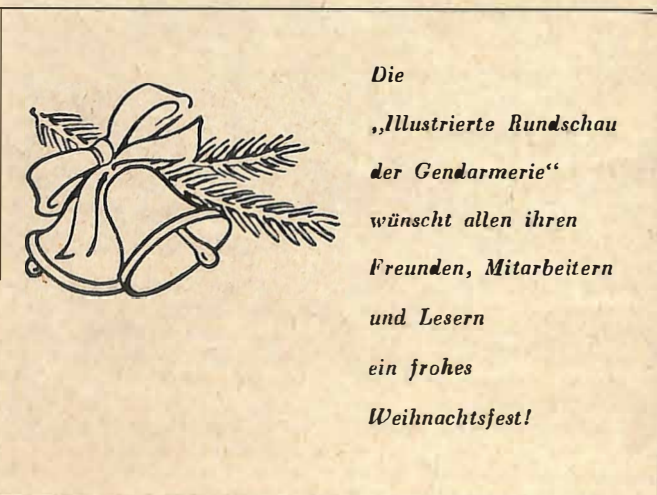 Die
„Illustrierte Rundschau
der Gendarmerie“
wünscht allen ihren
Freunden, Mitarbeitern
und Lesern
ein frohes
Weihnachtsfest!